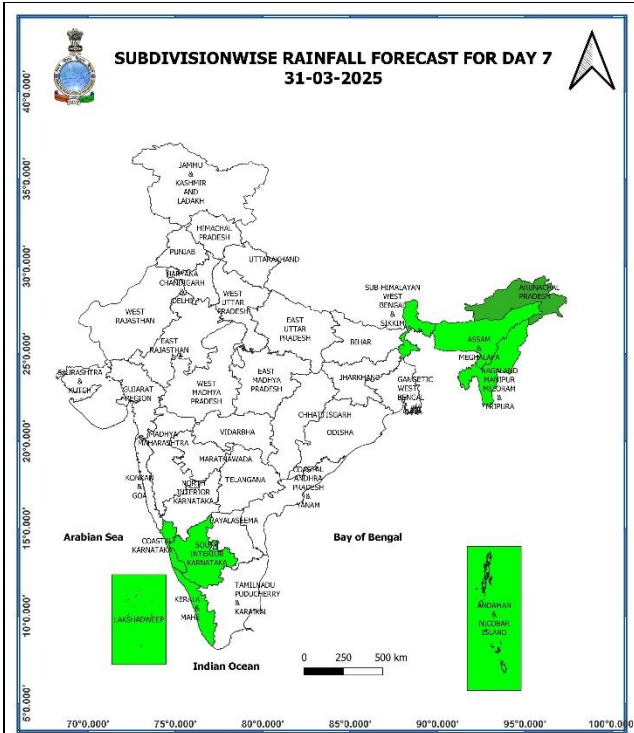 SUBDIVISIONWISE RAINFALL FORECAST FOR DAY 7
31-03-2025
40°0.000'
35°0.000'
30°0.000'
25°0.000'
20°0.000'
15°0.000'
10°0.000'
5°0.000'
JAMMU
&
KASHMIR
AND
LADAKH
HIMACHAL
PRADESH
PUNJAB
UTTARAKHAND
HARYANA
CHANDIGARH
&
DELHI
WEST
UTTAR
PRADESH
WEST
RAJASTHAN
EAST
RAJASTHAN
EAST
UTTAR
PRADESH
SUB-HIMALAYAN
WEST
BENGAL
&
SIKKIM
ARUNACHAL
PRADESH
BIHAR
ASSAM
&
MEGHALAYA
NAGALAND
MANIPUR
MIZORAM
&
TRIPURA
SAURASHTRA
&
KUTCH
GUJARAT
REGION
WEST
MADHYA
PRADESH
EAST
MADHYA
PRADESH
JHARKHAND
GANGETIC
WEST
BENGAL
CHHATTISGARH
ODISHA
MADHYA
MAHARASHTRA
VIDARBHA
MARATHAWADA
TELANGANA
KONKAN
&
GOA
NORTH
INTERIOR
KARNATAKA
COASTAL
ANDHRA
PRADESH
&
YANAM
RAYALASEEMA
Arabian Sea
COASTAL
KARNATAKA
SOUTH
INTERIOR
KARNATAKA
Bay of Bengal
LAKSHADWEEP
KERALA
&
MAHE
TAMILNADU
PUDUCHERRY
&
KARAIKAL
ANDAMAN
&
NICOBAR
ISLAND
Indian Ocean
0 250 500 km
70°0.000' 75°0.000' 80°0.000' 85°0.000' 90°0.000' 95°0.000' 100°0.000'